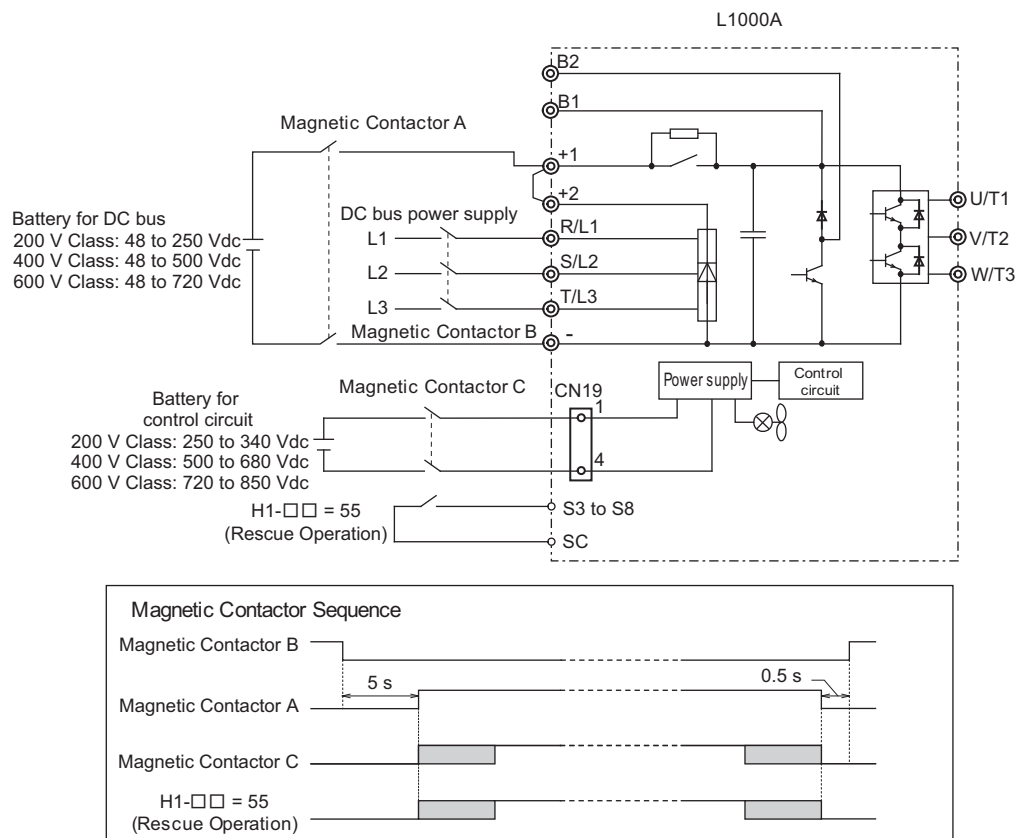 L1000A
B2
B1
Magnetic Contactor A
+1
+2
Battery for DC bus
200 V Class: 48 to 250 Vdc
400 V Class: 48 to 500 Vdc
600 V Class: 48 to 720 Vdc
DC bus power supply
L1
R/L1
L2
S/L2
L3
T/L3
Magnetic Contactor B
-
U/T1
V/T2
W/T3
Magnetic Contactor C
CN19
1
4
Power supply
Control
circuit
Battery for
control circuit
200 V Class: 250 to 340 Vdc
400 V Class: 500 to 680 Vdc
600 V Class: 720 to 850 Vdc
H1-□□ = 55
(Rescue Operation)
S3 to S8
SC
Magnetic Contactor Sequence
Magnetic Contactor B
5 s
0.5 s
Magnetic Contactor A
Magnetic Contactor C
H1-□□ = 55
(Rescue Operation)